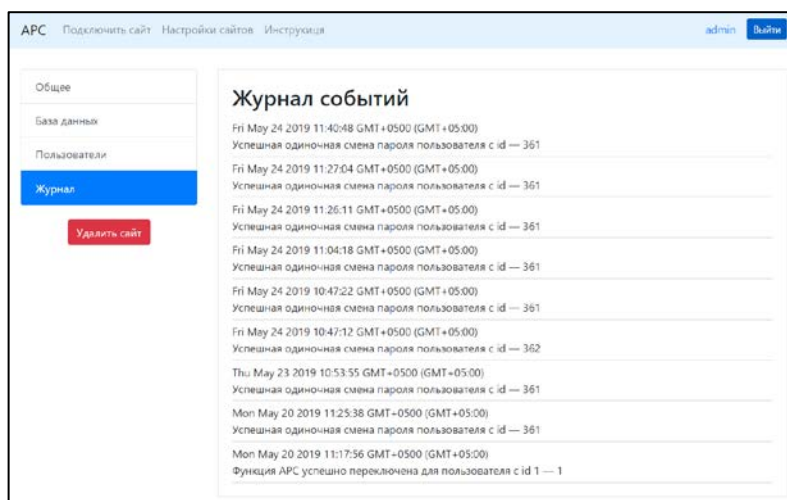 АРС Подключить сайт Настройки сайтов Инструкция admin Выйти
Общее
База данных
Пользователи
Журнал
Удалить сайт
Журнал событий
Fri May 24 2019 11:40:48 GMT+0500 (GMT+05:00)
Успешная одиночная смена пароля пользователя с id — 361
Fri May 24 2019 11:27:04 GMT+0500 (GMT+05:00)
Успешная одиночная смена пароля пользователя с id — 361
Fri May 24 2019 11:26:11 GMT+0500 (GMT+05:00)
Успешная одиночная смена пароля пользователя с id — 361
Fri May 24 2019 11:04:18 GMT+0500 (GMT+05:00)
Успешная одиночная смена пароля пользователя с id — 361
Fri May 24 2019 10:47:22 GMT+0500 (GMT+05:00)
Успешная одиночная смена пароля пользователя с id — 361
Fri May 24 2019 10:47:12 GMT+0500 (GMT+05:00)
Успешная одиночная смена пароля пользователя с id — 362
Thu May 23 2019 10:53:55 GMT+0500 (GMT+05:00)
Успешная одиночная смена пароля пользователя с id — 361
Mon May 20 2019 11:25:38 GMT+0500 (GMT+05:00)
Успешная одиночная смена пароля пользователя с id — 361
Mon May 20 2019 11:17:56 GMT+0500 (GMT+05:00)
Функция АРС успешно переключена для пользователя с id 1 — 1